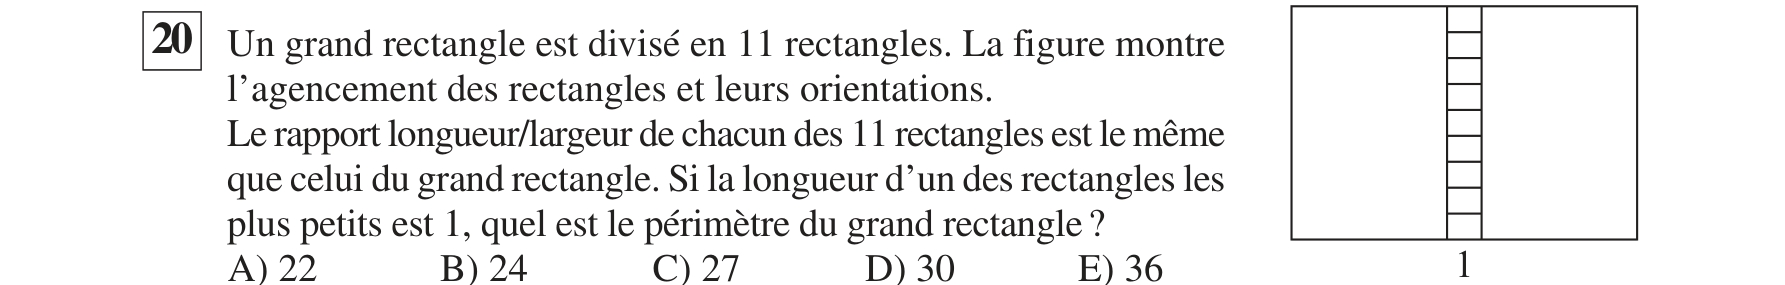 20 Un grand rectangle est divisé en 11 rectangles. La figure montre
l’agencement des rectangles et leurs orientations.
Le rapport longueur/largeur de chacun des 11 rectangles est le même
que celui du grand rectangle. Si la longueur d’un des rectangles les
plus petits est 1, quel est le périmètre du grand rectangle ?
A) 22 B) 24 C) 27 D) 30 E) 36
1